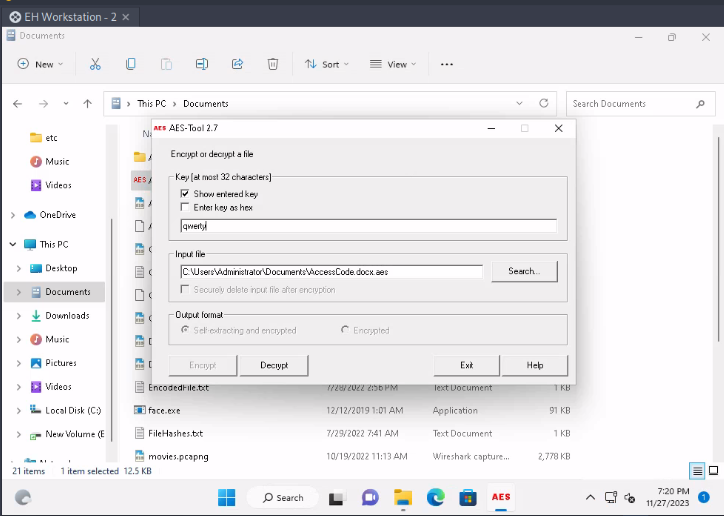 EH Workstation - 2
Documents
New
Sort
View
This PC > Documents
Search Documents
etc
Music
Videos
OneDrive
This PC
Desktop
Documents
Downloads
Music
Pictures
Videos
Local Disk (C:)
New Volume (E
AES AES-Tool 2.7
Encrypt or decrypt a file
Key [at most 32 characters]
Show entered key
Enter key as hex
qwerty
Input file
C:\Users\Administrator\Documents\AccessCode.docx.aes
Search...
Securely delete input file after encryption
Output format
Self-extracting and encrypted
Encrypted
Encrypt
Decrypt
Exit
Help
AES
EncodedFile.txt 7/28/2022 2:56 PM Text Document 1 KB
face.exe 12/12/2019 1:01 AM Application 91 KB
FileHashes.txt 7/29/2022 7:41 AM Text Document 1 KB
movies.pcapng 10/19/2022 11:13 AM Wireshark capture... 2,778 KB
21 items 1 item selected 12.5 KB
Search
AES
7:20 PM
11/27/2023
1